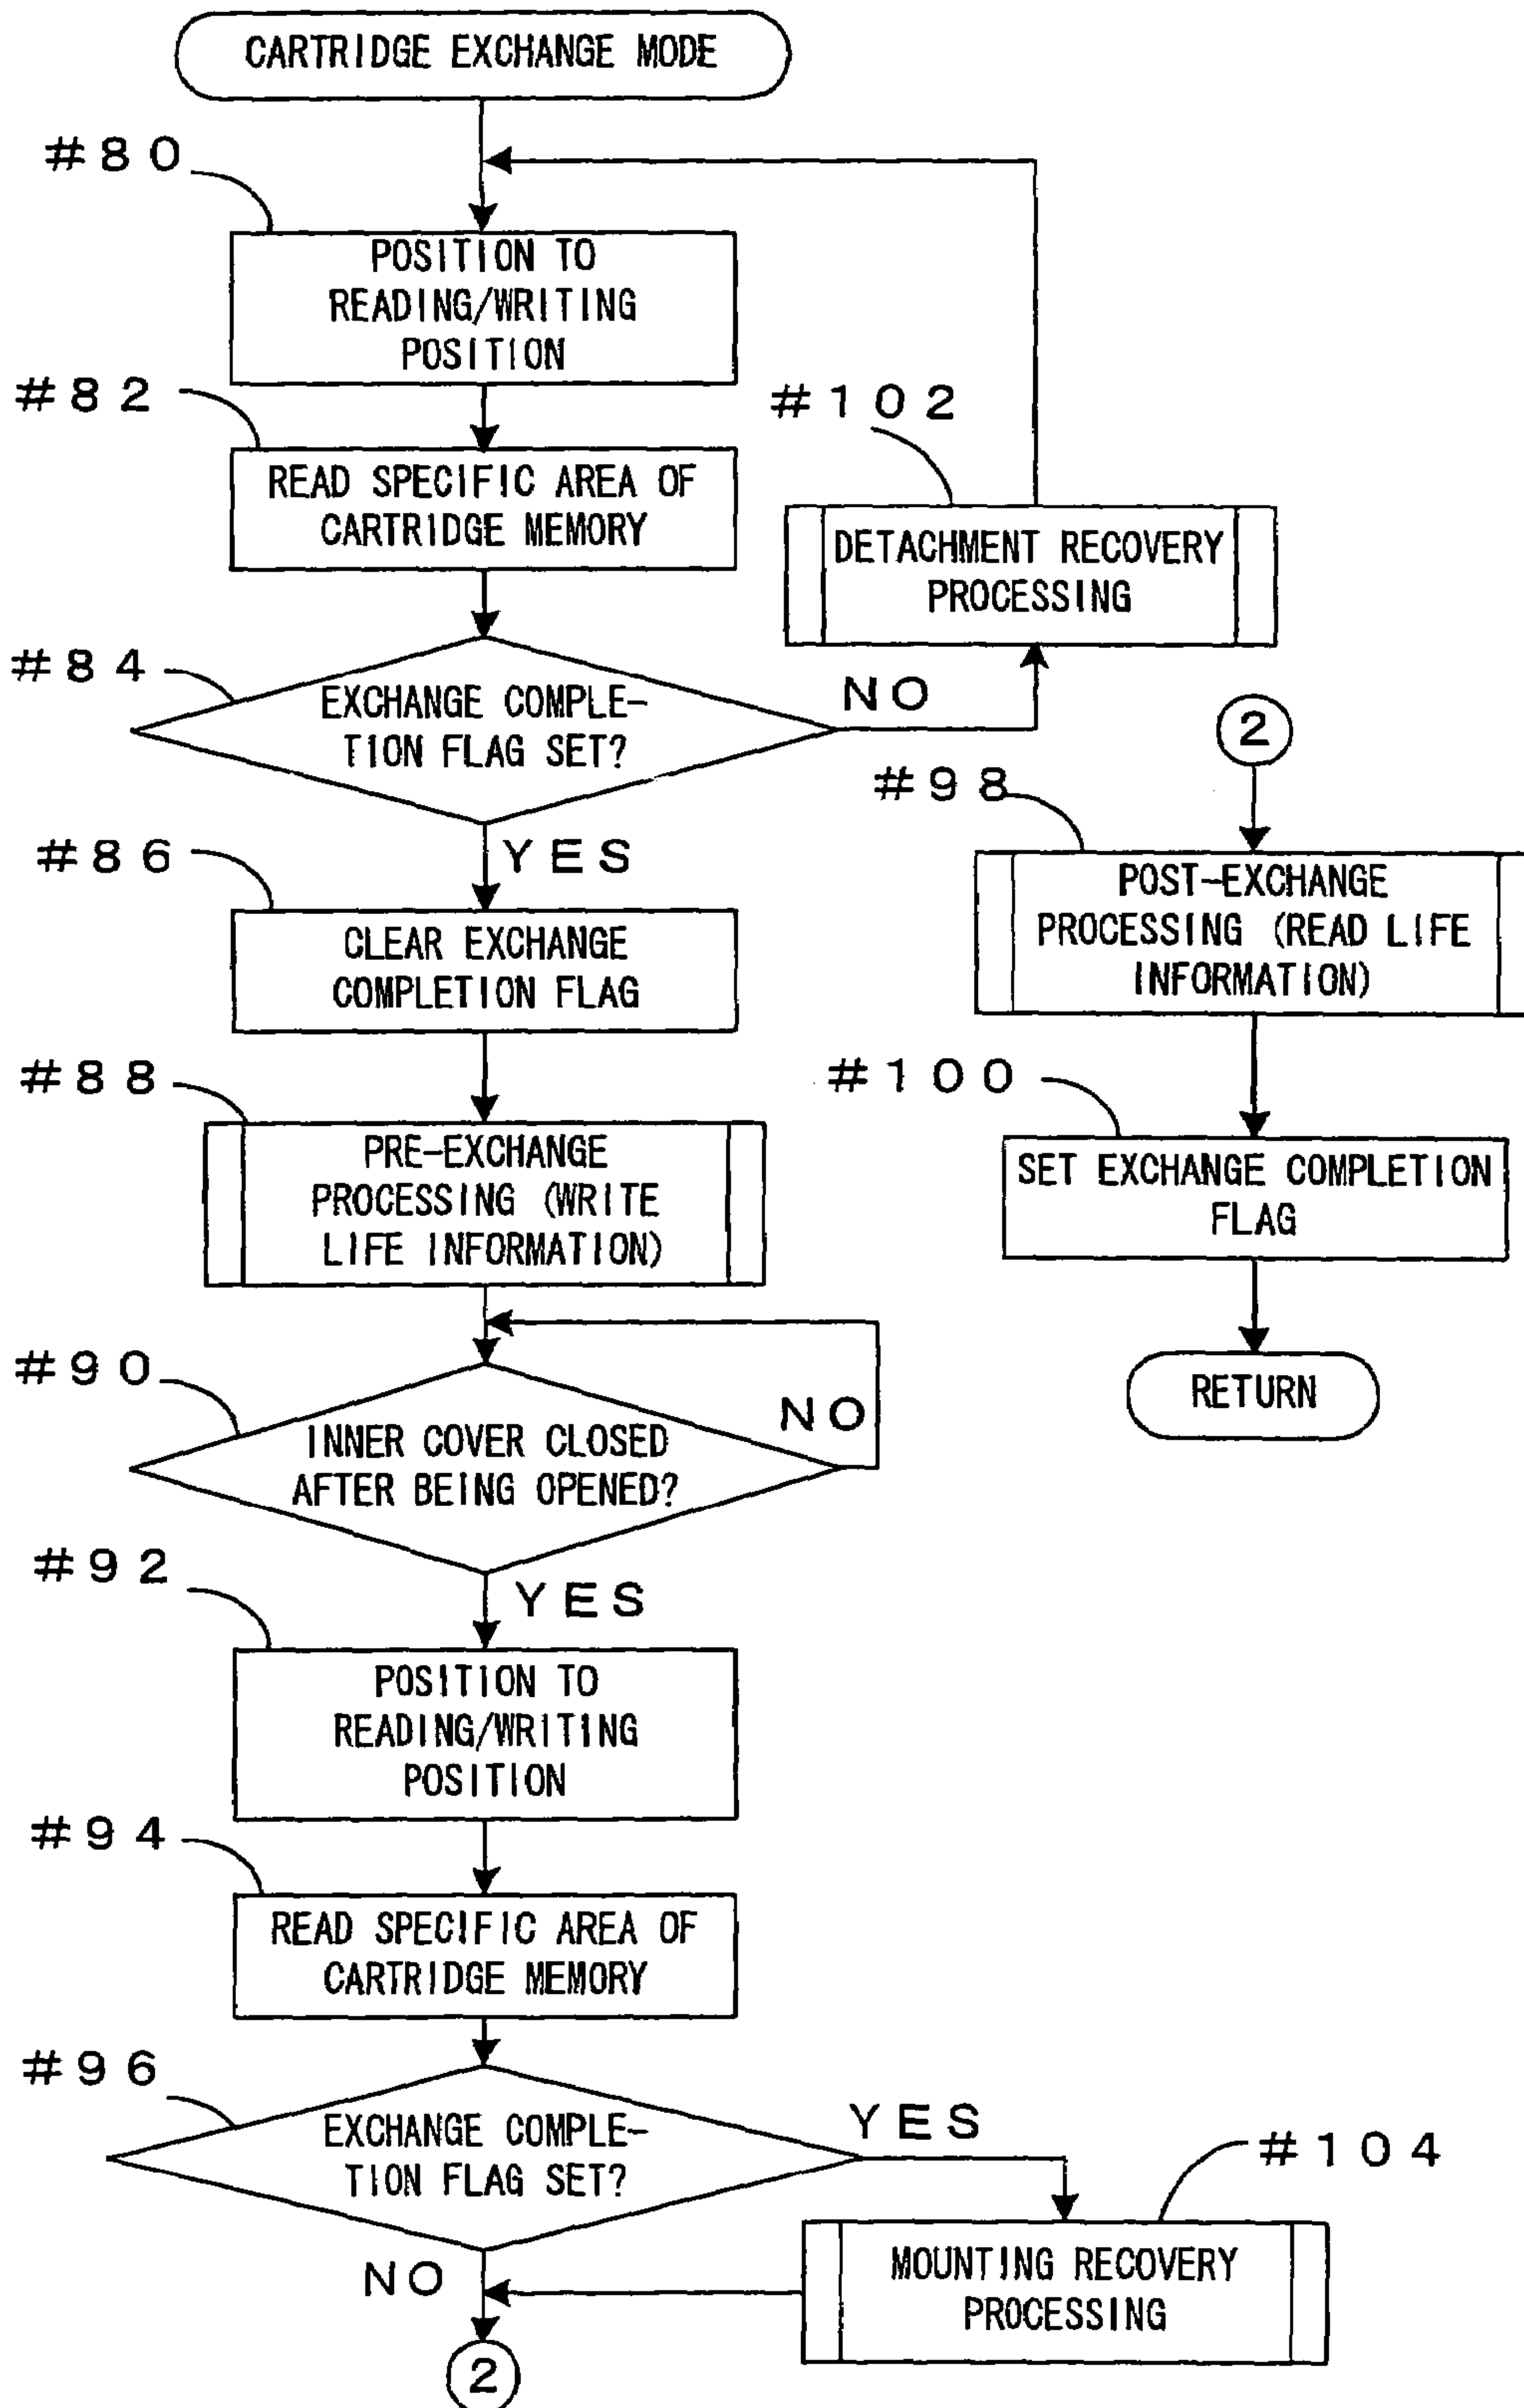 CARTRIDGE EXCHANGE MODE
#80
POSITION TO
READING/WRITING
POSITION
#82
READ SPECIFIC AREA OF
CARTRIDGE MEMORY
#102
DETACHMENT RECOVERY
PROCESSING
#84
EXCHANGE COMPLE-
TION FLAG SET?
NO
YES
#86
CLEAR EXCHANGE
COMPLETION FLAG
#88
PRE-EXCHANGE
PROCESSING (WRITE
LIFE INFORMATION)
#90
INNER COVER CLOSED
AFTER BEING OPENED?
NO
YES
#92
POSITION TO
READING/WRITING
POSITION
#94
READ SPECIFIC AREA OF
CARTRIDGE MEMORY
#96
EXCHANGE COMPLE-
TION FLAG SET?
YES
#104
MOUNTING RECOVERY
PROCESSING
NO
2
2
#98
POST-EXCHANGE
PROCESSING (READ LIFE
INFORMATION)
#100
SET EXCHANGE COMPLETION
FLAG
RETURN